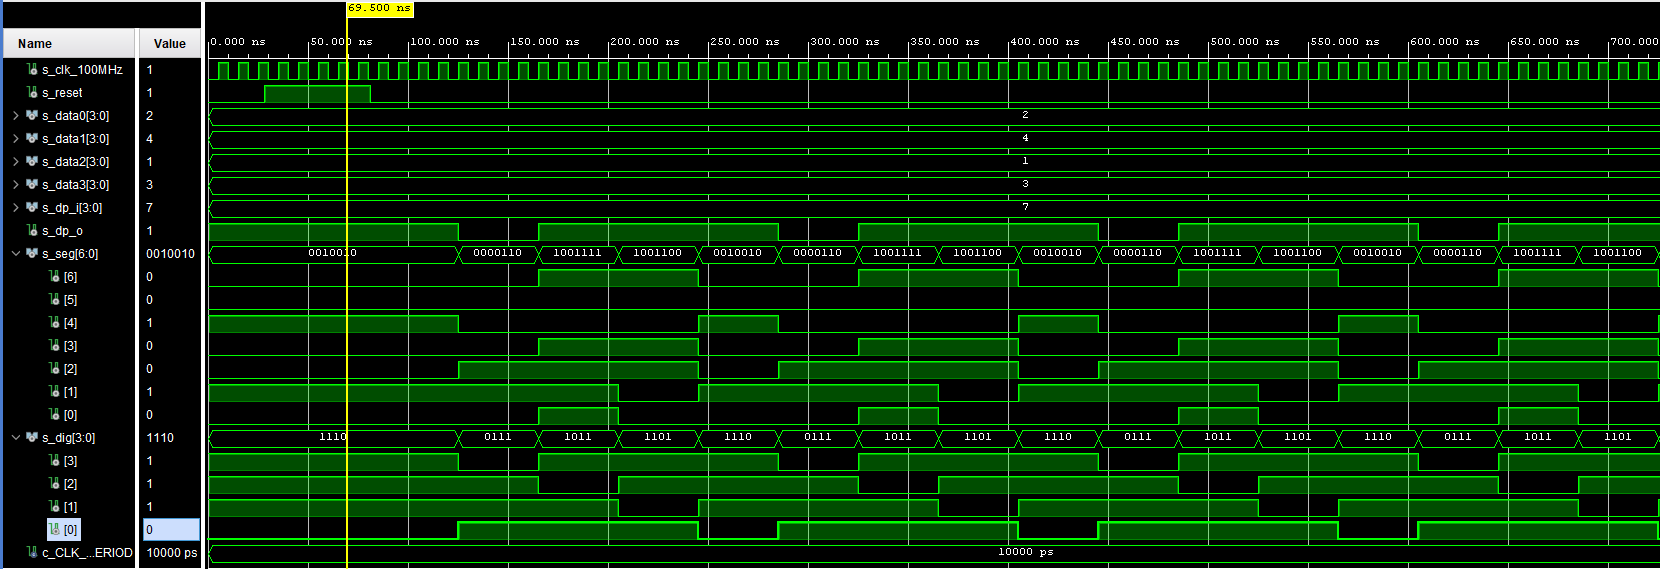 69.500 ns
Name Value
0.000 ns 50.000 ns 100.000 ns 150.000 ns 200.000 ns 250.000 ns 300.000 ns 350.000 ns 400.000 ns 450.000 ns 500.000 ns 550.000 ns 600.000 ns 650.000 ns 700.000
s_clk_100MHz 1
s_reset 1
s_data0[3:0] 2 2
s_data1[3:0] 4 4
s_data2[3:0] 1 1
s_data3[3:0] 3 3
s_dp_i[3:0] 7 7
s_dp_o 1
s_seg[6:0] 0010010 0010010 0000110 1001111 1001100 0010010 0000110 1001111 1001100 0010010 0000110 1001111 1001100 0010010 0000110 1001111 1001100
[6] 0
[5] 0
[4] 1
[3] 0
[2] 0
[1] 1
[0] 0
s_dig[3:0] 1110 1110 0111 1011 1101 1110 0111 1011 1101 1110 0111 1011 1101 1110 0111 1011 1101
[3] 1
[2] 1
[1] 1
[0] 0
c_CLK_...ERIOD 10000 ps 10000 ps